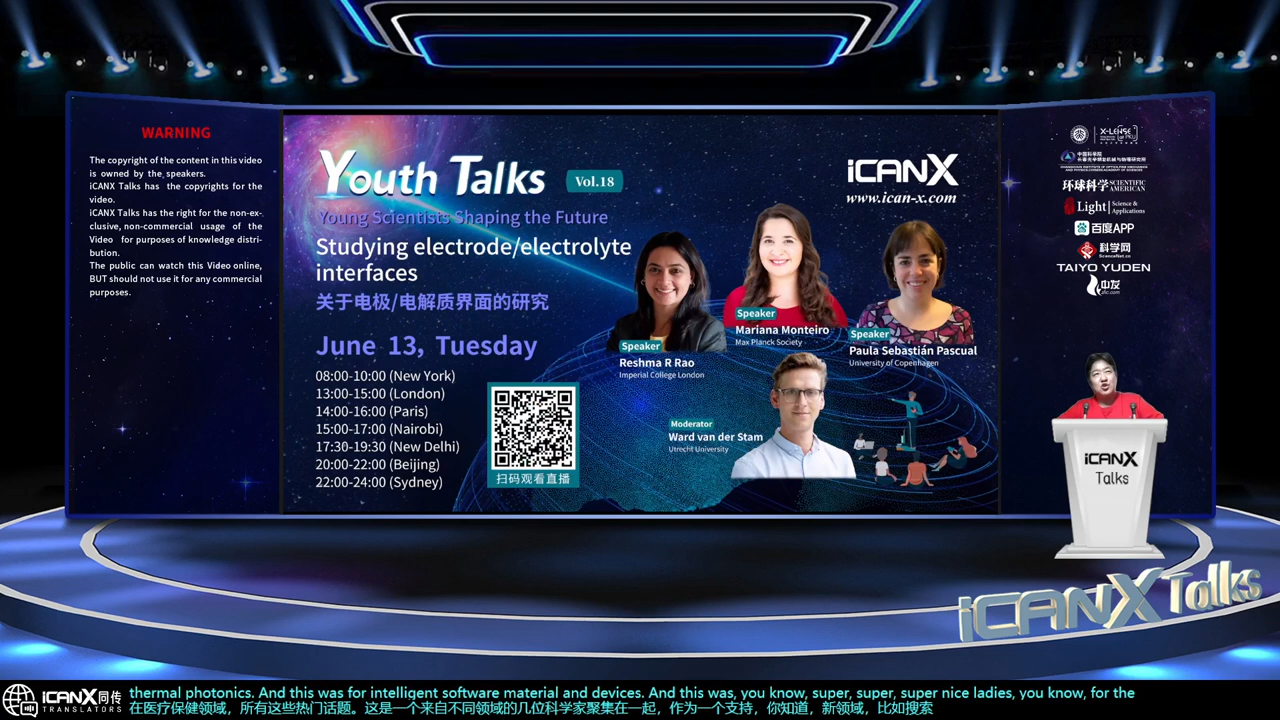 WARNING
The copyright of the content in this video
is owned by the speakers.
iCANX Talks has the copyrights for the
video.
iCANX Talks has the right for the non-ex-
clusive, non-commercial usage of the
Video for purposes of knowledge distri-
bution.
The public can watch this Video online,
BUT should not use it for any commercial
purposes.
Youth Talks Vol.18
Young Scientists Shaping the Future
Studying electrode/electrolyte
interfaces
关于电极/电解质界面的研究
June 13, Tuesday
08:00-10:00 (New York)
13:00-15:00 (London)
14:00-16:00 (Paris)
15:00-17:00 (Nairobi)
17:30-19:30 (New Delhi)
20:00-22:00 (Beijing)
22:00-24:00 (Sydney)
扫码观看直播
iCANX
www.ican-x.com
Speaker
Reshma R Rao
Imperial College London
Speaker
Mariana Monteiro
Max Planck Society
Speaker
Paula Sebastián Pascual
University of Copenhagen
Moderator
Ward van der Stam
Utrecht University
X-LENSE
环球科学 SCIENTIFIC AMERICAN
Light Science & Applications
百度APP
科学网
ScienceNet.cn
TAIYO YUDEN
中友
iCANX
Talks
iCANX Talks
iCANX同传
TRANSLATORS
thermal photonics. And this was for intelligent software material and devices. And this was, you know, super, super, super nice ladies, you know, for the
在医疗保健领域，所有这些热门话题。这是一个来自不同领域的几位科学家聚集在一起，作为一个支持，你知道，新领域，比如搜索